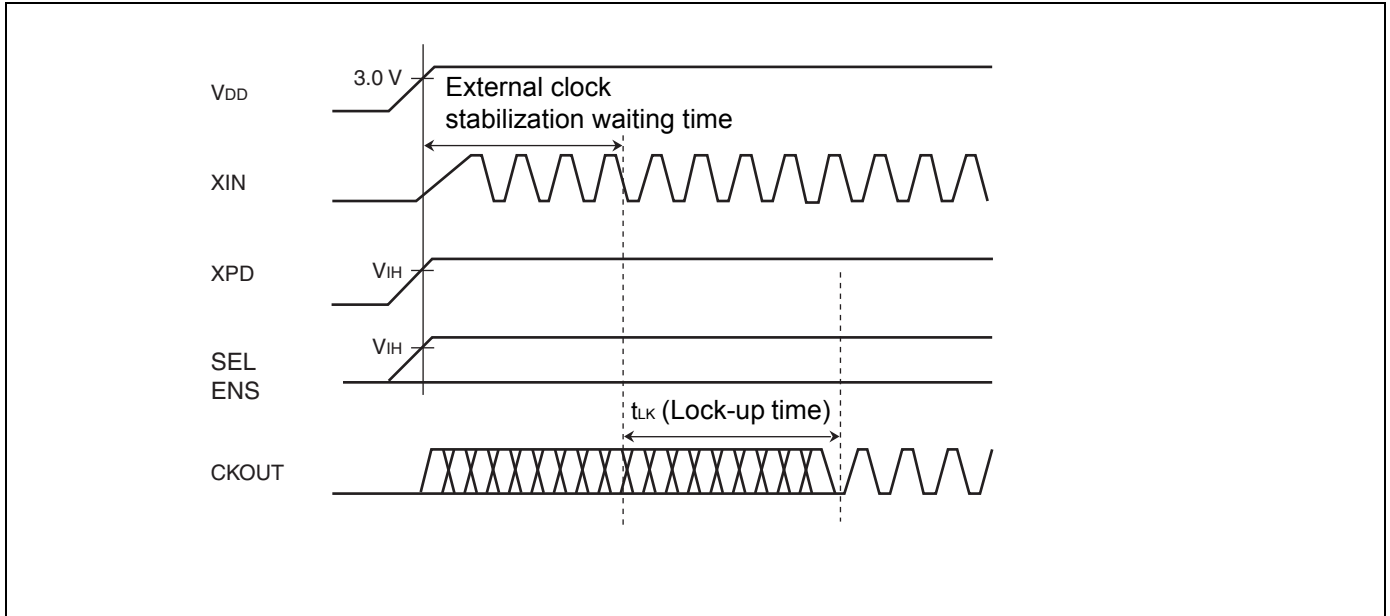 VDD
3.0 V
External clock
stabilization waiting time
XIN
XPD
VIH
SEL
ENS
VIH
tLK (Lock-up time)
CKOUT